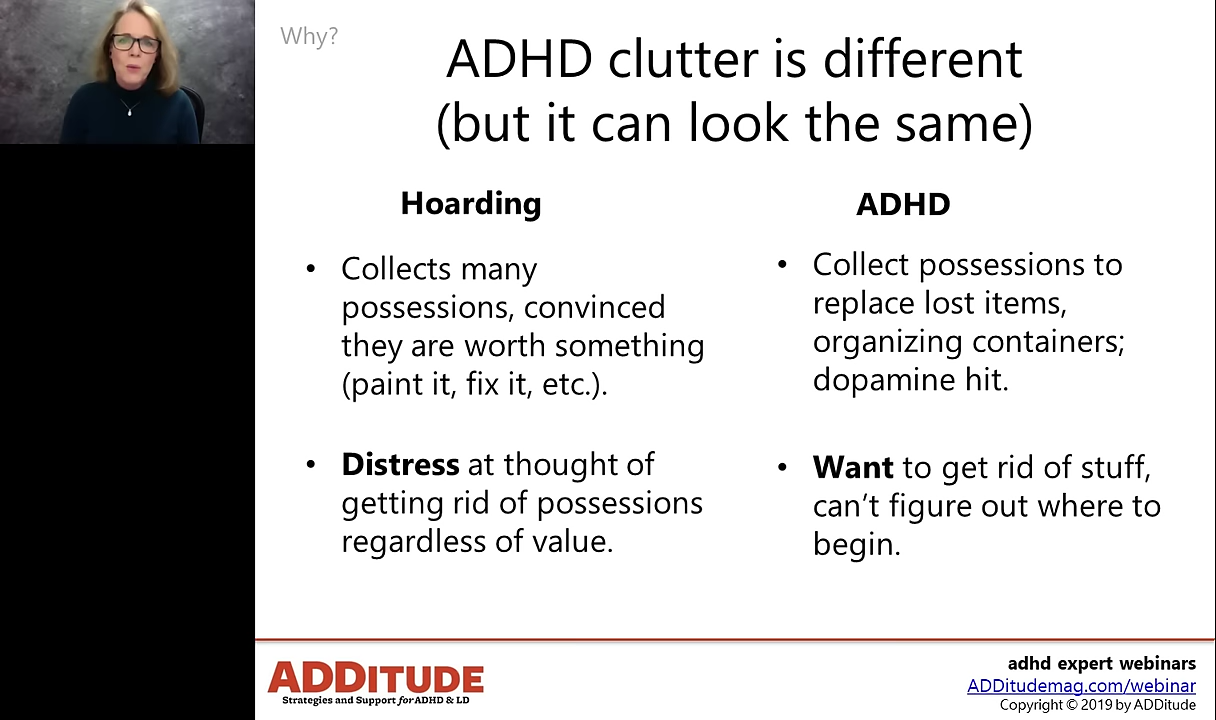 Why?
ADHD clutter is different
(but it can look the same)
Hoarding
• Collects many
possessions, convinced
they are worth something
(paint it, fix it, etc.).
• Distress at thought of
getting rid of possessions
regardless of value.
ADHD
• Collect possessions to
replace lost items,
organizing containers;
dopamine hit.
• Want to get rid of stuff,
can’t figure out where to
begin.
ADDITUDE
Strategies and Support for ADHD & LD
adhd expert webinars
ADDitudemag.com/webinar
Copyright © 2019 by ADDitude